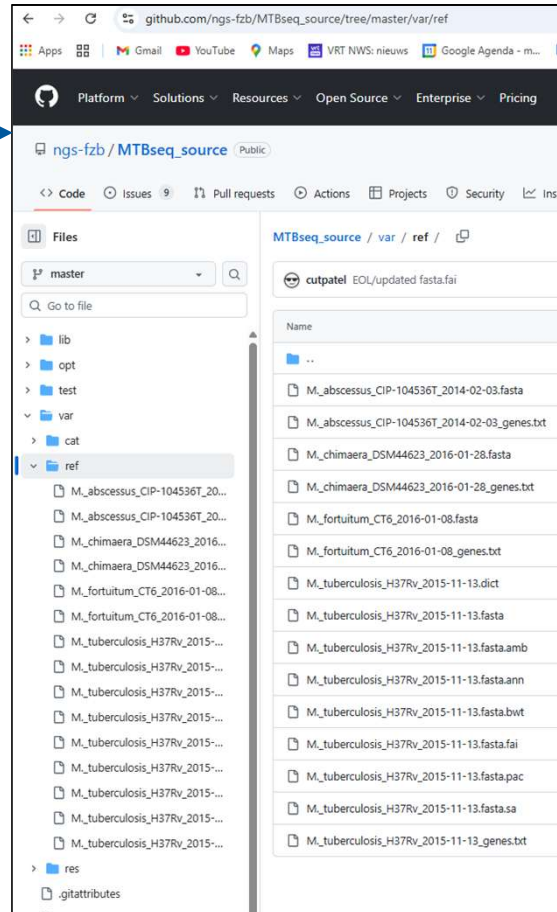 github.com/ngs-fzb/MTBseq_source/tree/master/var/ref
Apps Gmail YouTube Maps VRT NWS: nieuws Google Agenda - m...
Platform Solutions Resources Open Source Enterprise Pricing
ngs-fzb / MTBseq_source Public
<> Code Issues 9 Pull requests Actions Projects Security Ins
Files
master
Go to file
lib
opt
test
var
cat
ref
M._abscessus_CIP-104536T_20...
M._abscessus_CIP-104536T_20...
M._chimaera_DSM44623_2016...
M._chimaera_DSM44623_2016...
M._fortuitum_CT6_2016-01-08...
M._fortuitum_CT6_2016-01-08...
M._tuberculosis_H37Rv_2015-...
M._tuberculosis_H37Rv_2015-...
M._tuberculosis_H37Rv_2015-...
M._tuberculosis_H37Rv_2015-...
M._tuberculosis_H37Rv_2015-...
M._tuberculosis_H37Rv_2015-...
M._tuberculosis_H37Rv_2015-...
M._tuberculosis_H37Rv_2015-...
M._tuberculosis_H37Rv_2015-...
res
.gitattributes
MTBseq_source / var / ref /
cutpatel EOL/updated fasta.fai
Name
..
M._abscessus_CIP-104536T_2014-02-03.fasta
M._abscessus_CIP-104536T_2014-02-03_genes.txt
M._chimaera_DSM44623_2016-01-28.fasta
M._chimaera_DSM44623_2016-01-28_genes.txt
M._fortuitum_CT6_2016-01-08.fasta
M._fortuitum_CT6_2016-01-08_genes.txt
M._tuberculosis_H37Rv_2015-11-13.dict
M._tuberculosis_H37Rv_2015-11-13.fasta
M._tuberculosis_H37Rv_2015-11-13.fasta.amb
M._tuberculosis_H37Rv_2015-11-13.fasta.ann
M._tuberculosis_H37Rv_2015-11-13.fasta.bwt
M._tuberculosis_H37Rv_2015-11-13.fasta.fai
M._tuberculosis_H37Rv_2015-11-13.fasta.pac
M._tuberculosis_H37Rv_2015-11-13.fasta.sa
M._tuberculosis_H37Rv_2015-11-13_genes.txt